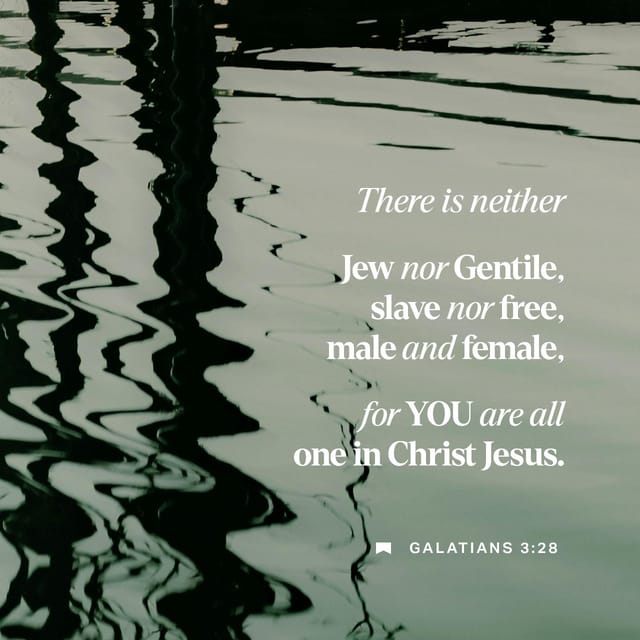 There is neither
Jew nor Gentile,
slave nor free,
male and female,
for YOU are all
one in Christ Jesus.
GALATIANS 3:28